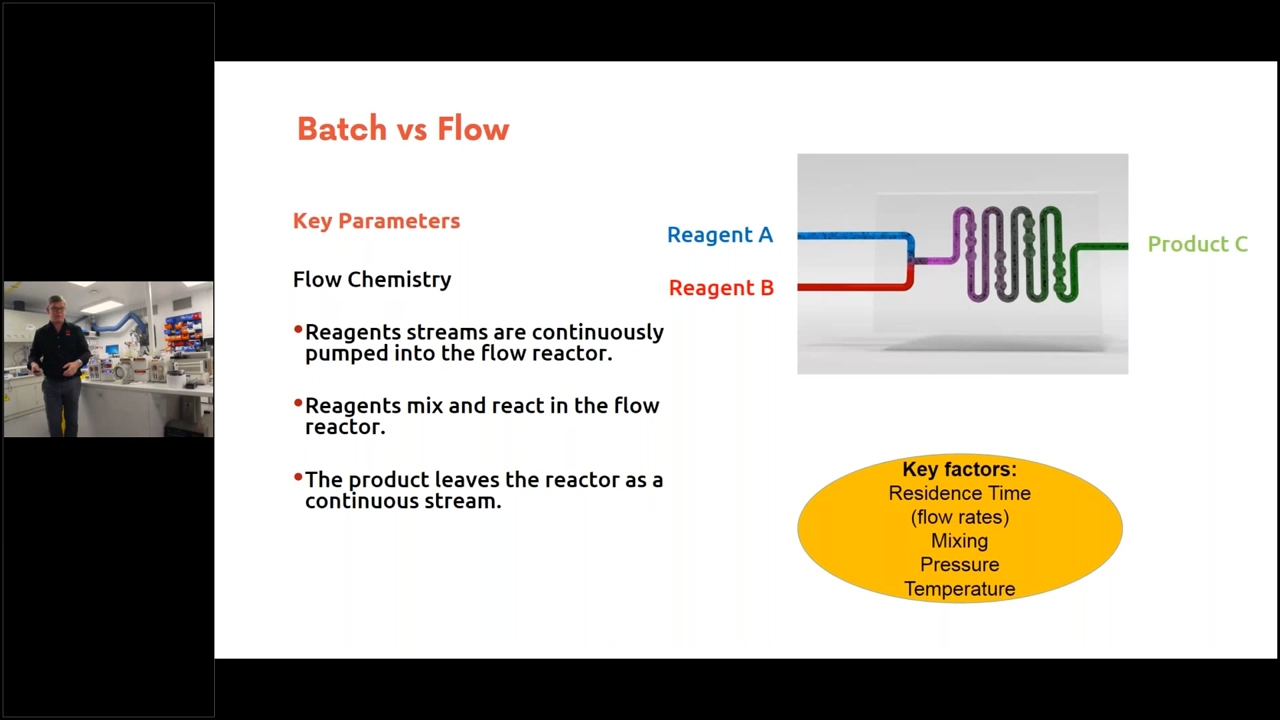 Batch vs Flow
Key Parameters
Flow Chemistry
•Reagents streams are continuously
pumped into the flow reactor.
•Reagents mix and react in the flow
reactor.
•The product leaves the reactor as a
continuous stream.
Reagent A
Reagent B
Product C
Key factors:
Residence Time
(flow rates)
Mixing
Pressure
Temperature